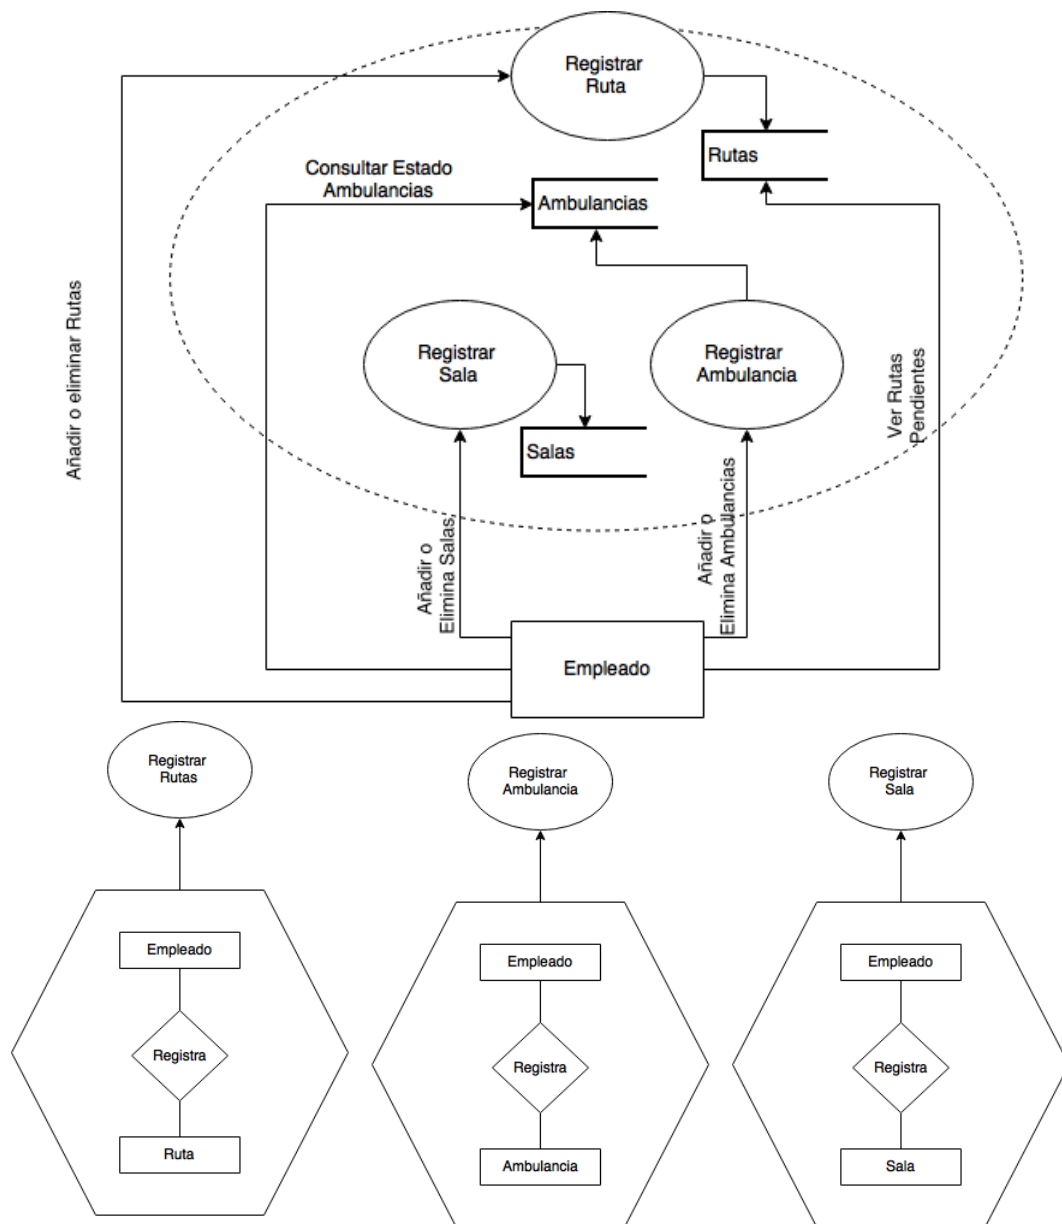 Registrar
Ruta
Rutas
Consultar Estado
Ambulancias
Ambulancias
Añadir o eliminar Rutas
Registrar
Sala
Registrar
Ambulancia
Ver Rutas
Pendientes
Salas
Añadir o
Elimina Salas
Añadir o
Elimina Ambulancias
Empleado
Registrar
Rutas
Registrar
Ambulancia
Registrar
Sala
Empleado
Registra
Ruta
Empleado
Registra
Ambulancia
Empleado
Registra
Sala